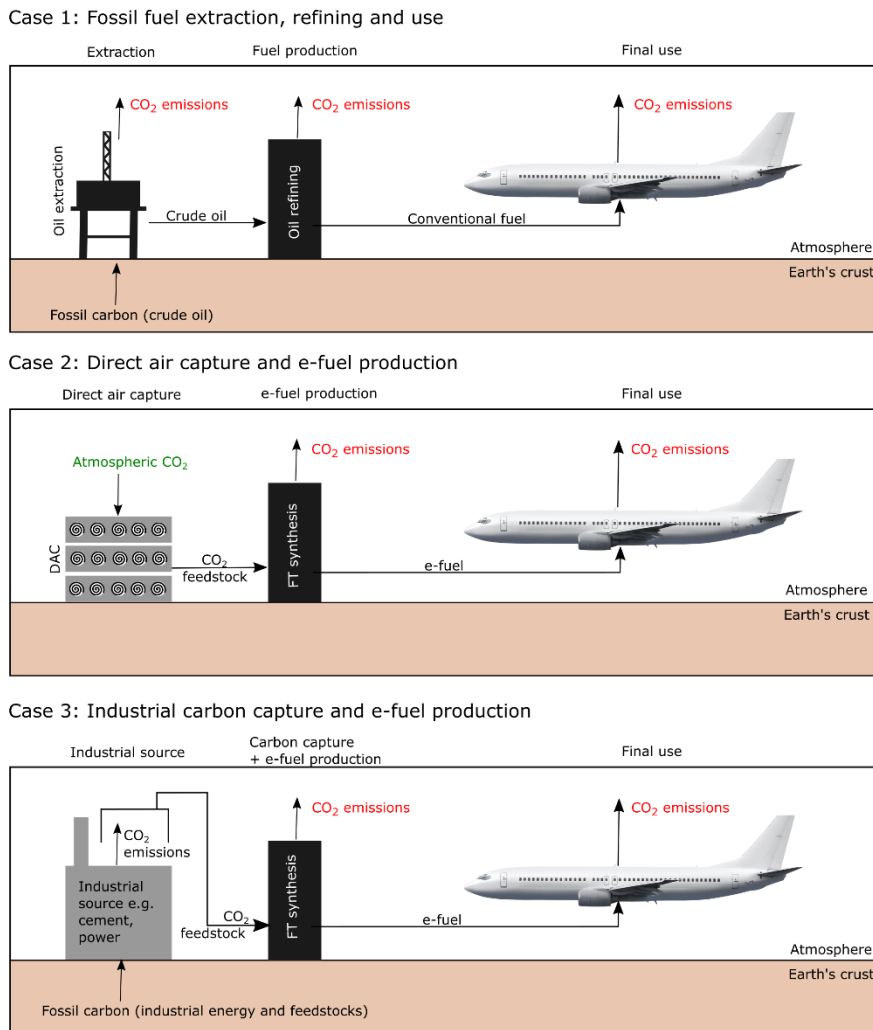 Case 1: Fossil fuel extraction, refining and use
Extraction
Fuel production
Final use
CO₂ emissions
CO₂ emissions
CO₂ emissions
Oil extraction
Crude oil
Oil refining
Conventional fuel
Atmosphere
Earth's crust
Fossil carbon (crude oil)
Case 2: Direct air capture and e-fuel production
Direct air capture
e-fuel production
Final use
CO₂ emissions
CO₂ emissions
Atmospheric CO₂
DAC
CO₂
feedstock
FT synthesis
e-fuel
Atmosphere
Earth's crust
Case 3: Industrial carbon capture and e-fuel production
Industrial source
Carbon capture
+ e-fuel production
Final use
CO₂ emissions
CO₂ emissions
CO₂
emissions
Industrial
source e.g.
cement,
power
CO₂
feedstock
FT synthesis
e-fuel
Atmosphere
Earth's crust
Fossil carbon (industrial energy and feedstocks)